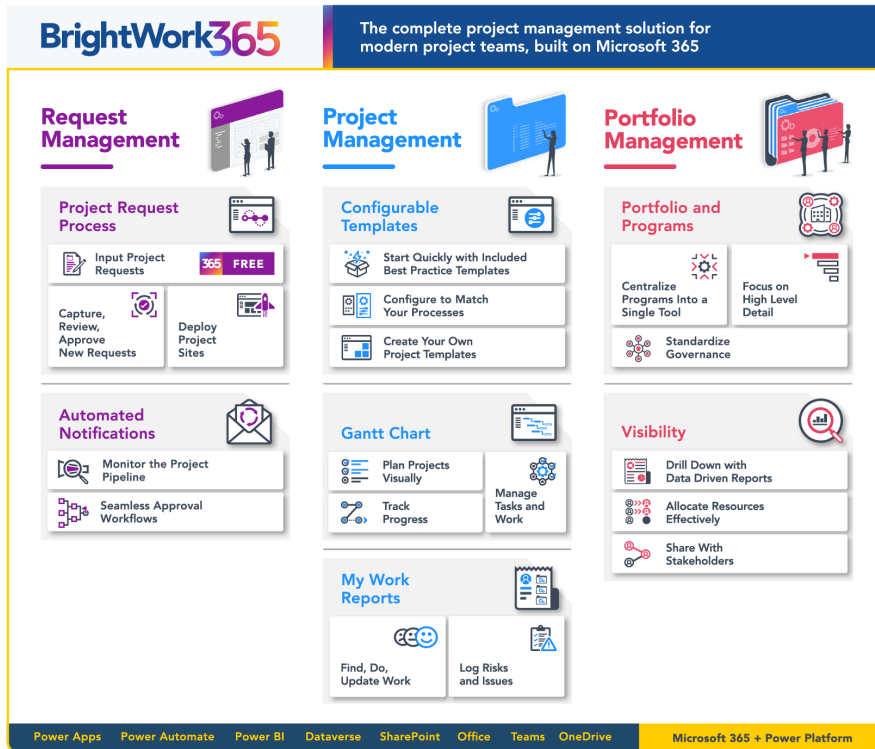 BrightWork365
The complete project management solution for
modern project teams, built on Microsoft 365
Request
Management
Project Request
Process
Input Project
Requests
365 FREE
Capture,
Review,
Approve
New Requests
Deploy
Project
Sites
Automated
Notifications
Monitor the Project
Pipeline
Seamless Approval
Workflows
Project
Management
Configurable
Templates
Start Quickly with Included
Best Practice Templates
Configure to Match
Your Processes
Create Your Own
Project Templates
Gantt Chart
Plan Projects
Visually
Track
Progress
Manage
Tasks and
Work
My Work
Reports
Find, Do,
Update Work
Log Risks
and Issues
Portfolio
Management
Portfolio and
Programs
Centralize
Programs Into a
Single Tool
Focus on
High Level
Detail
Standardize
Governance
Visibility
Drill Down with
Data Driven Reports
Allocate Resources
Effectively
Share With
Stakeholders
Power Apps Power Automate Power BI Dataverse SharePoint Office Teams OneDrive
Microsoft 365 + Power Platform